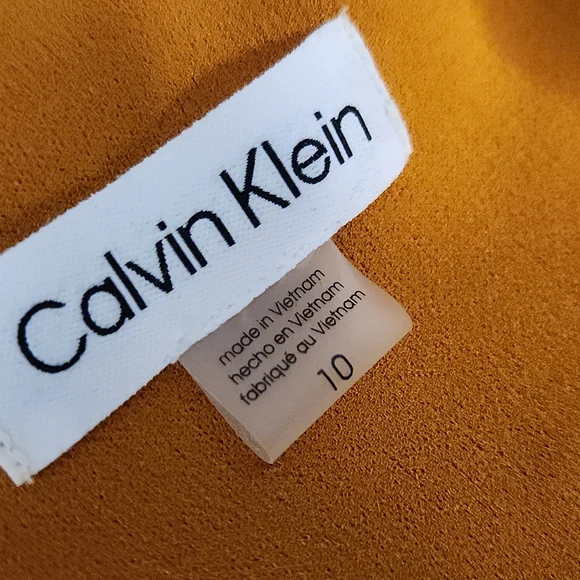 Calvin Klein
made in Vietnam
hecho en Vietnam
fabriqué au Vietnam
10